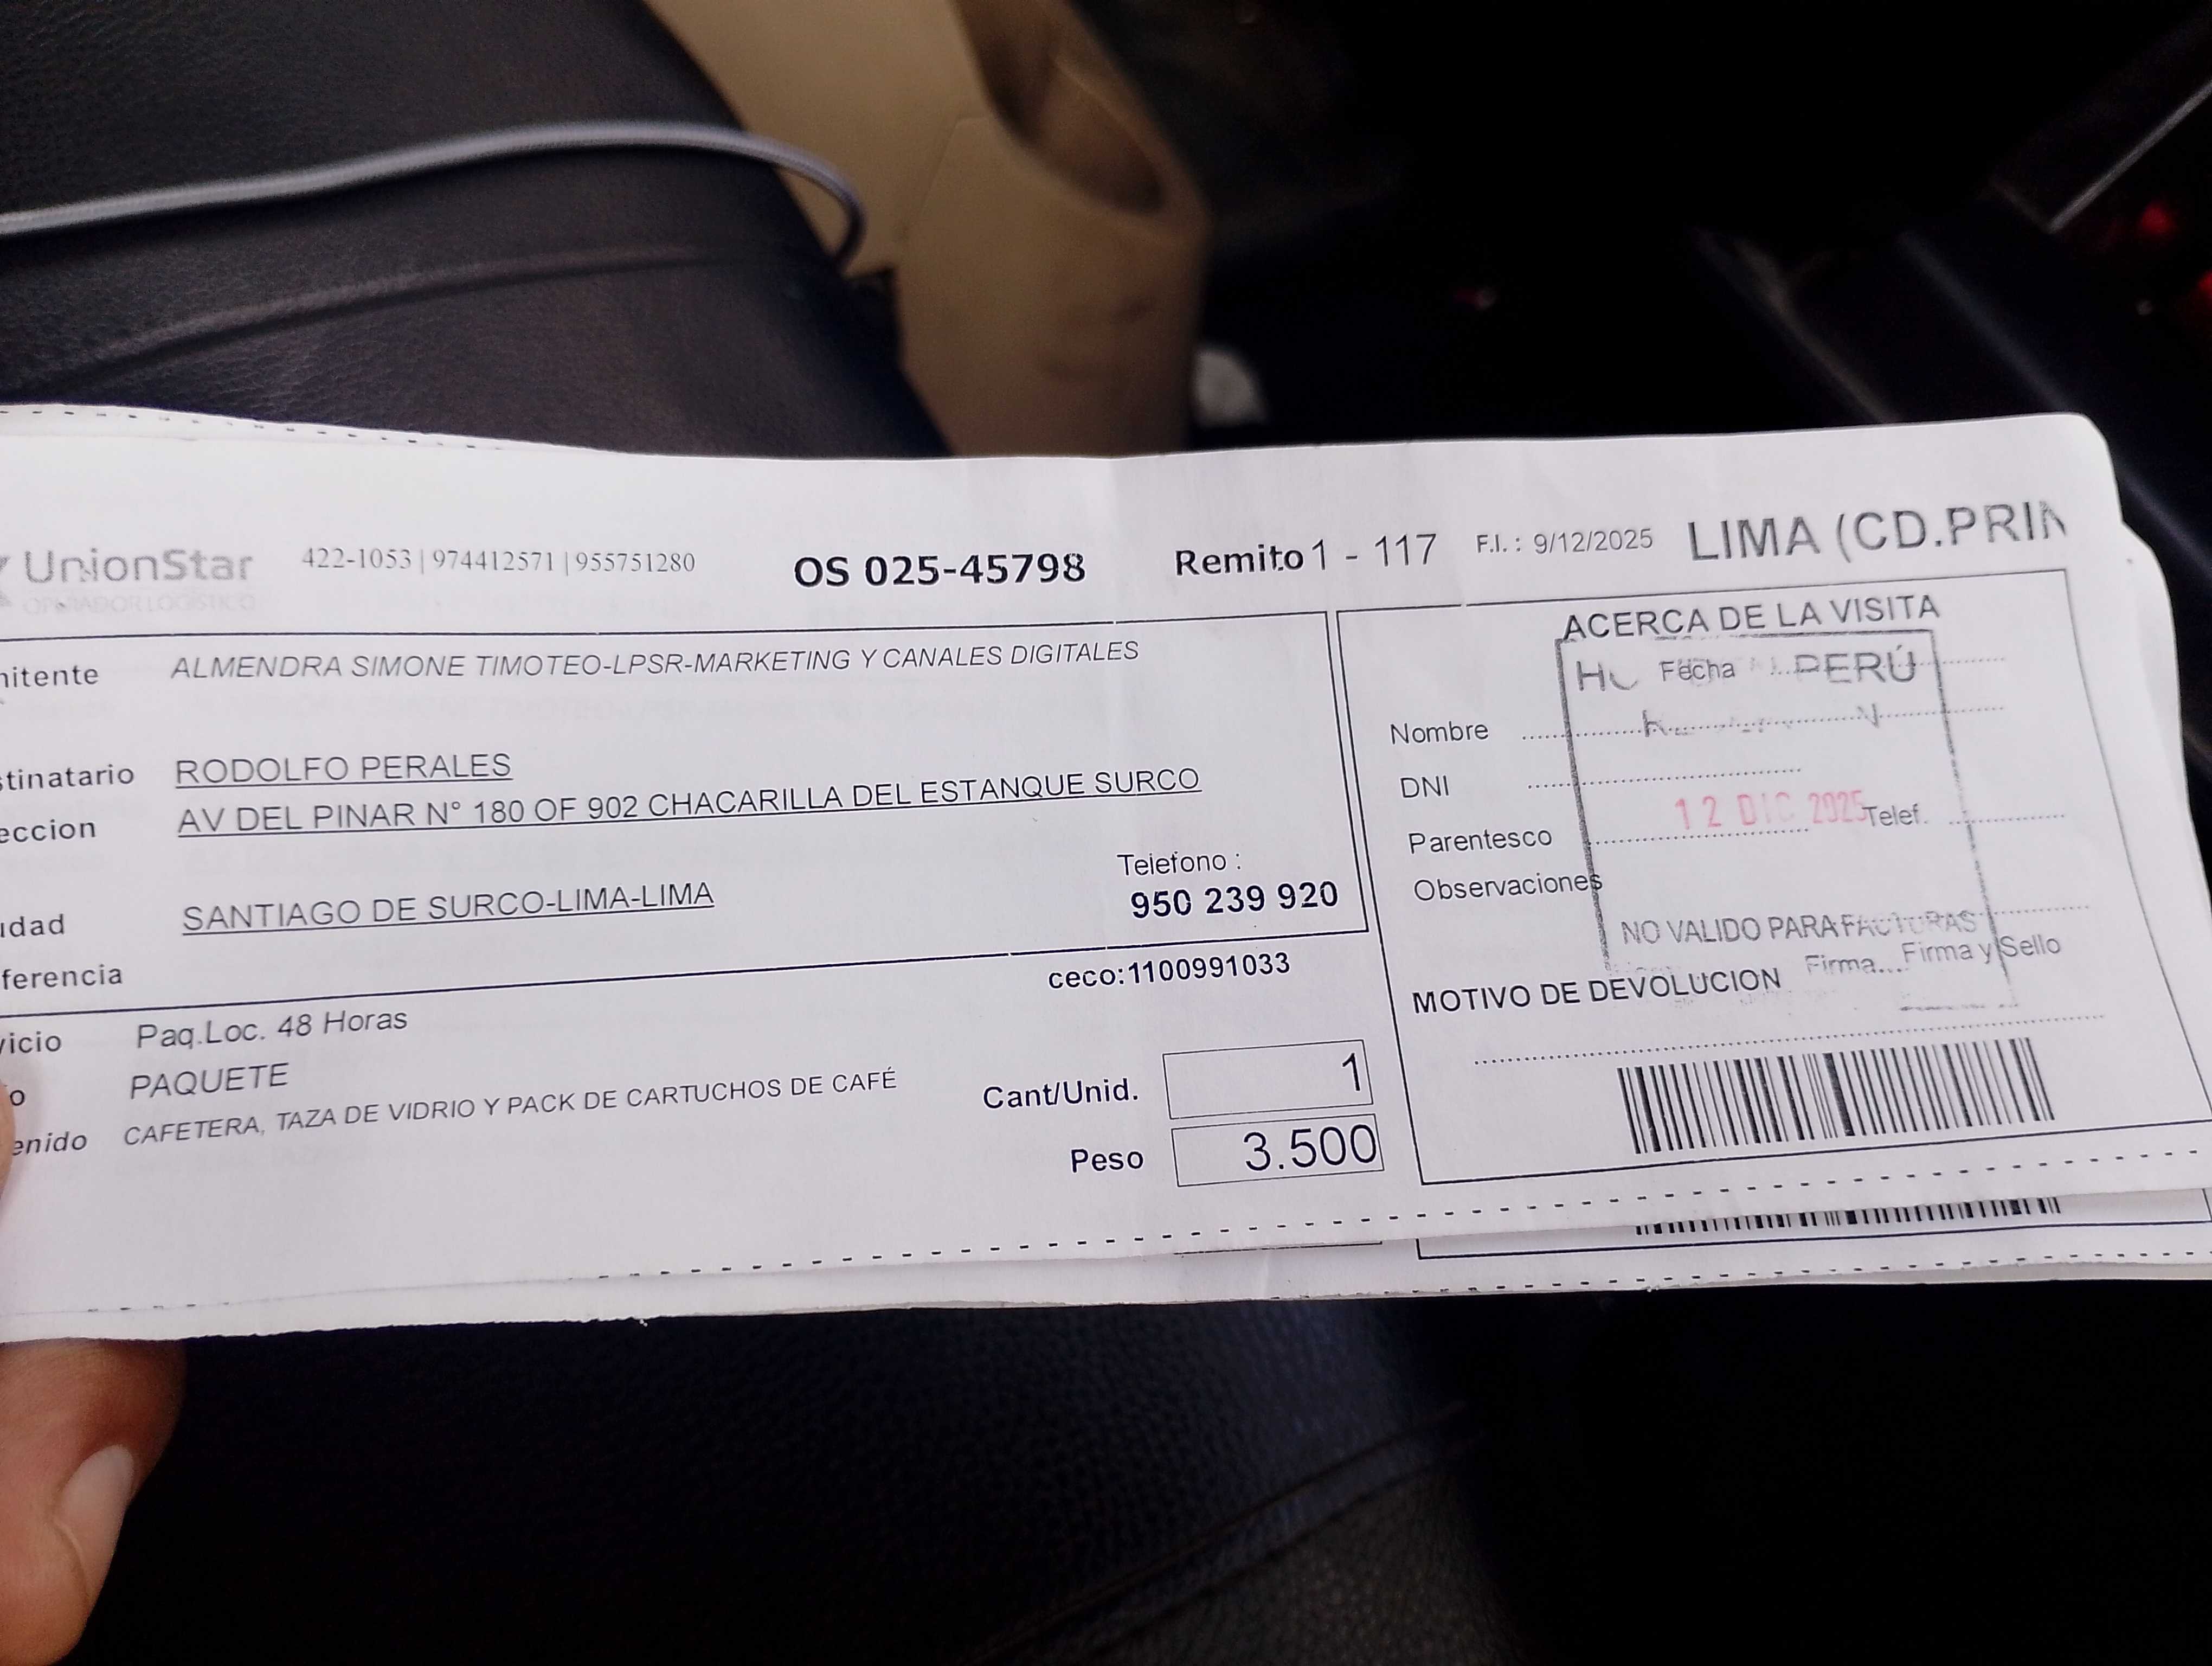 UnionStar
OPERADOR LOGISTICO
422-1053 | 974412571 | 955751280
OS 025-45798
Remito 1 - 117
F.I. : 9/12/2025
LIMA (CD.PRIN
mitente ALMENDRA SIMONE TIMOTEO-LPSR-MARKETING Y CANALES DIGITALES
stinatario RODOLFO PERALES
eccion AV DEL PINAR N° 180 OF 902 CHACARILLA DEL ESTANQUE SURCO
Telefono :
950 239 920
udad SANTIAGO DE SURCO-LIMA-LIMA
ferencia
ceco:1100991033
vicio Paq.Loc. 48 Horas
o PAQUETE
enido CAFETERA, TAZA DE VIDRIO Y PACK DE CARTUCHOS DE CAFÉ
Cant/Unid. 1
Peso 3.500
ACERCA DE LA VISITA
Fecha
PERÚ
Nombre
DNI
12 DIC 2025
Parentesco
Telef.
Observaciones
NO VALIDO PARA FACTURAS
Firma... Firma y Sello
MOTIVO DE DEVOLUCION